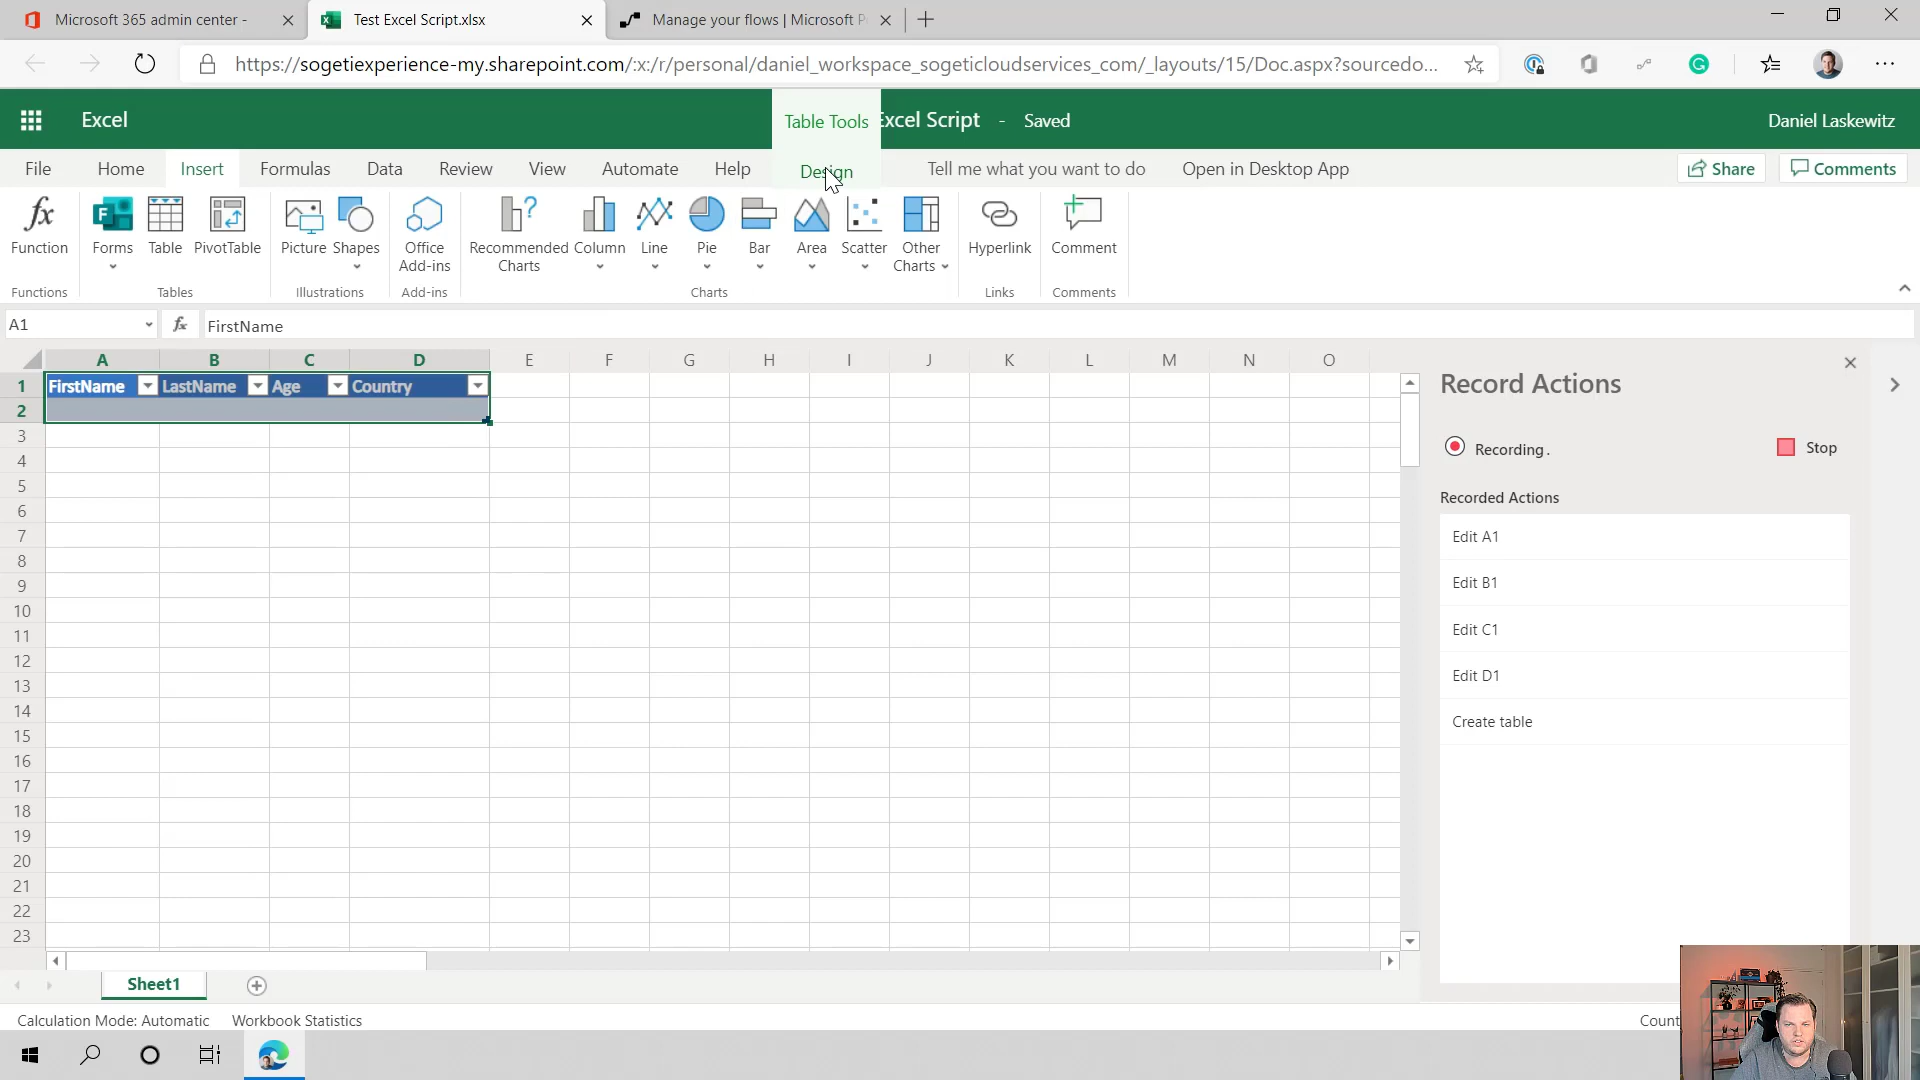 Microsoft 365 admin center -
Test Excel Script.xlsx
Manage your flows | Microsoft P
https://sogetiexperience-my.sharepoint.com/:x:/r/personal/daniel_workspace_sogeticloudservices_com/_layouts/15/Doc.aspx?sourcedo...
Excel
Table Tools
Excel Script - Saved
Daniel Laskewitz
File Home Insert Formulas Data Review View Automate Help Design Tell me what you want to do Open in Desktop App Share Comments
Function
Forms
Table
PivotTable
Picture
Shapes
Office
Add-ins
Recommended
Charts
Column
Line
Pie
Bar
Area
Scatter
Other
Charts
Hyperlink
Comment
Functions Tables Illustrations Add-ins Charts Links Comments
A1 fx FirstName
A B C D E F G H I J K L M N O
1 FirstName LastName Age Country
2
3
4
5
6
7
8
9
10
11
12
13
14
15
16
17
18
19
20
21
22
23
Record Actions
Recording. Stop
Recorded Actions
Edit A1
Edit B1
Edit C1
Edit D1
Create table
Sheet1
Calculation Mode: Automatic Workbook Statistics
Count